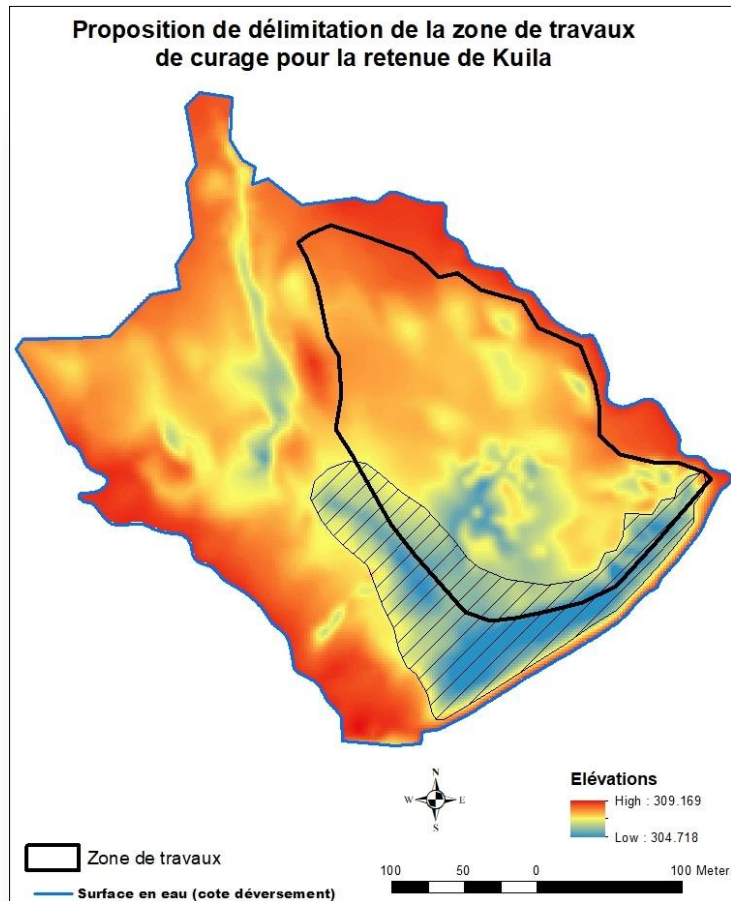 Proposition de délimitation de la zone de travaux
de curage pour la retenue de Kuila
N
W E
S
Elévations
High : 309.169
Low : 304.718
Zone de travaux
Surface en eau (cote déversement)
100 50 0 100 Meter